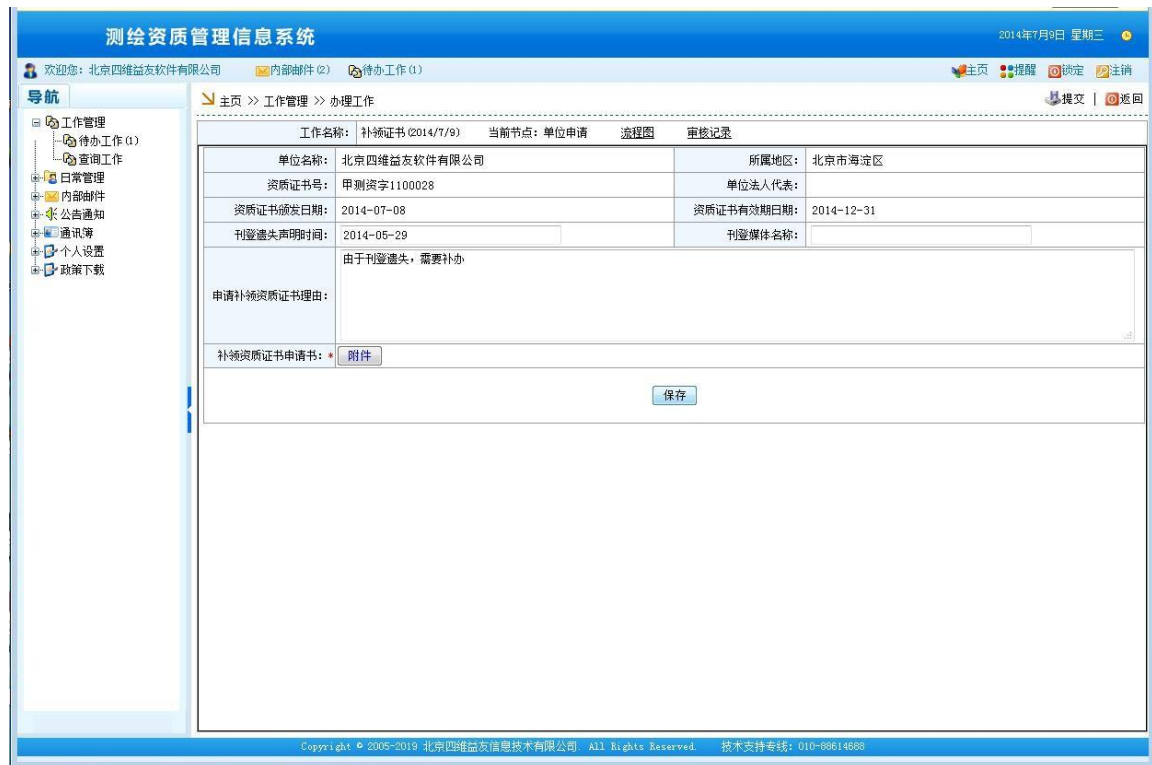 测绘资质管理信息系统
2014年7月9日 星期三
欢迎您：北京四维益友软件有限公司 内部邮件(2) 待办工作(1) 主页 提醒 锁定 注销
导航
主页 >> 工作管理 >> 办理工作 提交 | 返回
工作管理
待办工作(1)
查询工作
日常管理
内部邮件
公告通知
通讯簿
个人设置
政策下载
工作名称： 补领证书(2014/7/9) 当前节点：单位申请 流程图 审核记录
单位名称： 北京四维益友软件有限公司 所属地区： 北京市海淀区
资质证书号： 甲测资字1100028 单位法人代表：
资质证书颁发日期： 2014-07-08 资质证书有效期日期： 2014-12-31
刊登遗失声明时间： 2014-05-29 刊登媒体名称：
申请补领资质证书理由： 由于刊登遗失，需要补办
补领资质证书申请书：* 附件
保存
Copyright © 2005-2019 北京四维益友信息技术有限公司. All Rights Reserved. 技术支持专线：010-88614688